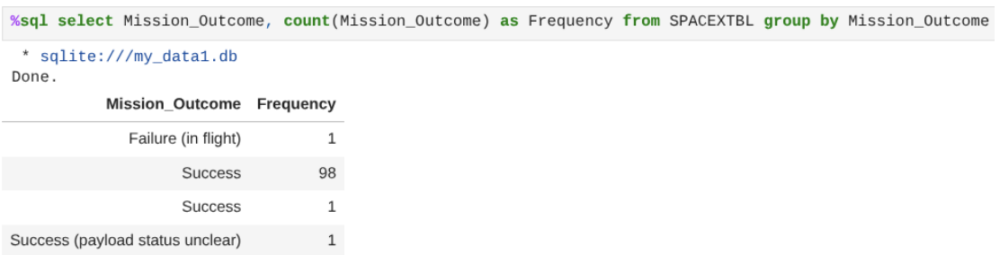 %sql select Mission_Outcome, count(Mission_Outcome) as Frequency from SPACEXTBL group by Mission_Outcome
* sqlite:///my_data1.db
Done.
Mission_Outcome Frequency
Failure (in flight) 1
Success 98
Success 1
Success (payload status unclear) 1